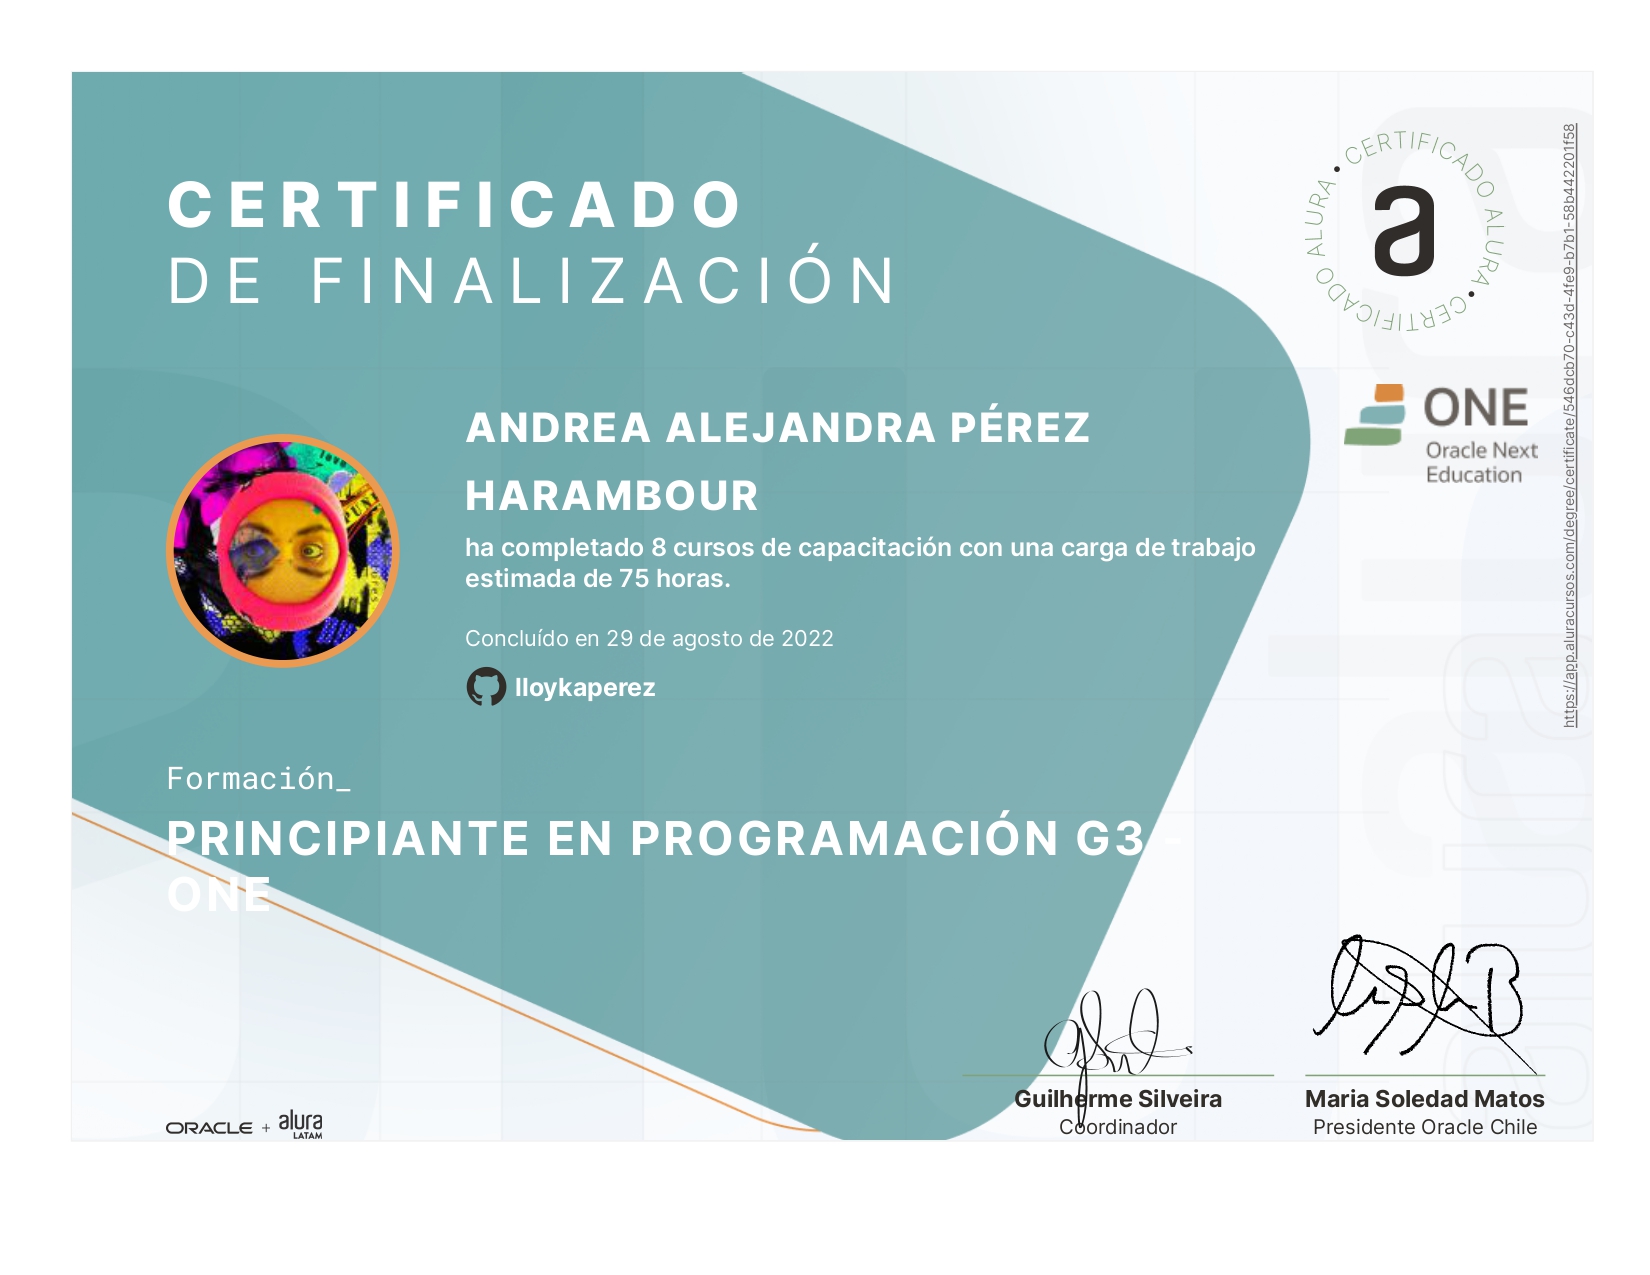 CERTIFICADO
DE FINALIZACIÓN
CERTIFICADO ALURA • CERTIFICADO ALURA •
a
ONE
Oracle Next
Education
https://app.aluracursos.com/degree/certificate/546dcb70-c43d-4fe9-b7b1-58b442201f58
ANDREA ALEJANDRA PÉREZ
HARAMBOUR
ha completado 8 cursos de capacitación con una carga de trabajo
estimada de 75 horas.
Concluído en 29 de agosto de 2022
lloykaperez
Formación_
PRINCIPIANTE EN PROGRAMACIÓN G3 -
ONE
Guilherme Silveira
Coordinador
Maria Soledad Matos
Presidente Oracle Chile
ORACLE + alura
LATAM